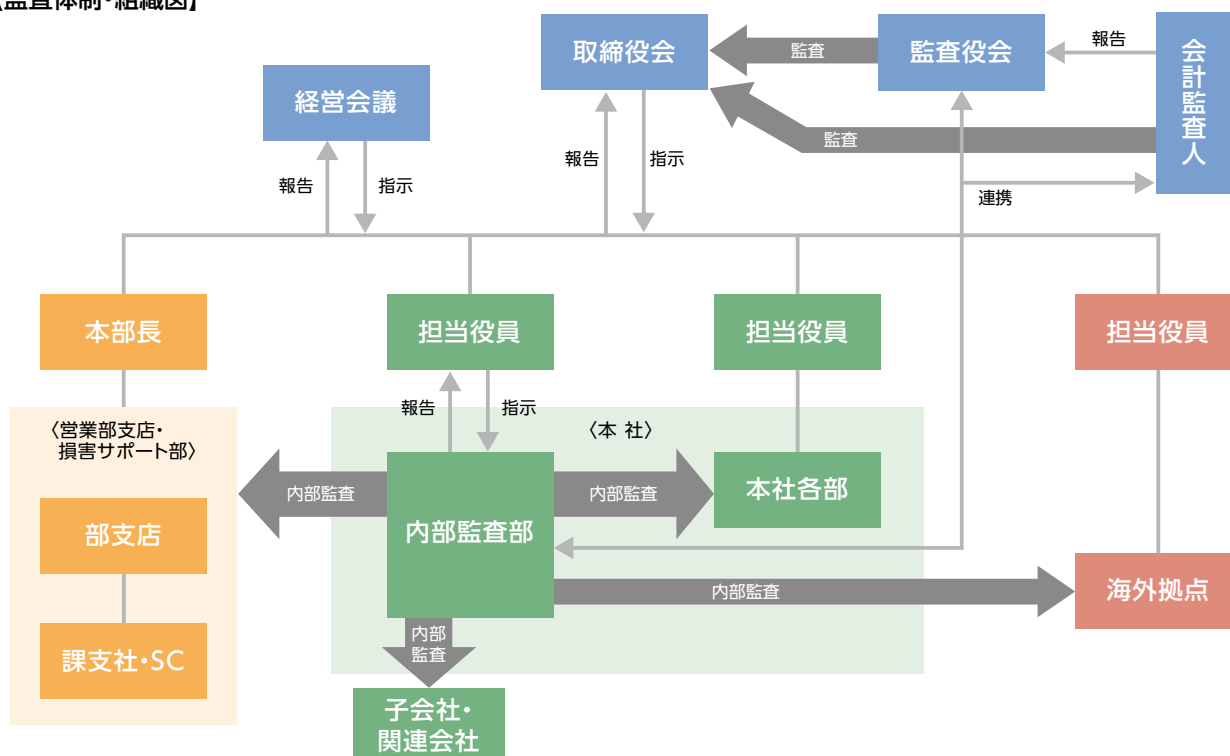 【監査体制・組織図】
取締役会
監査
監査役会
報告
会計監査人
経営会議
監査
報告
指示
報告
指示
連携
本部長
担当役員
担当役員
担当役員
報告
指示
〈営業部支店・
損害サポート部〉
〈本 社〉
内部監査
内部監査
本社各部
部支店
内部監査部
内部監査
海外拠点
内部
監査
課支社・SC
子会社・
関連会社